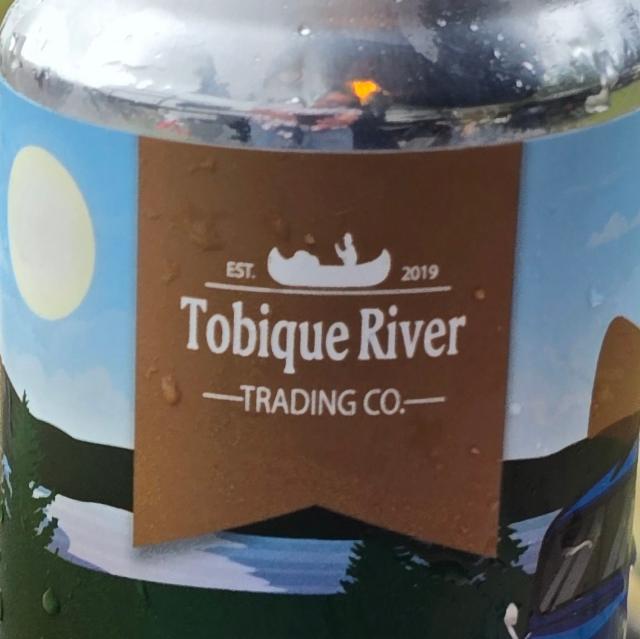 EST. 2019
Tobique River
TRADING CO.